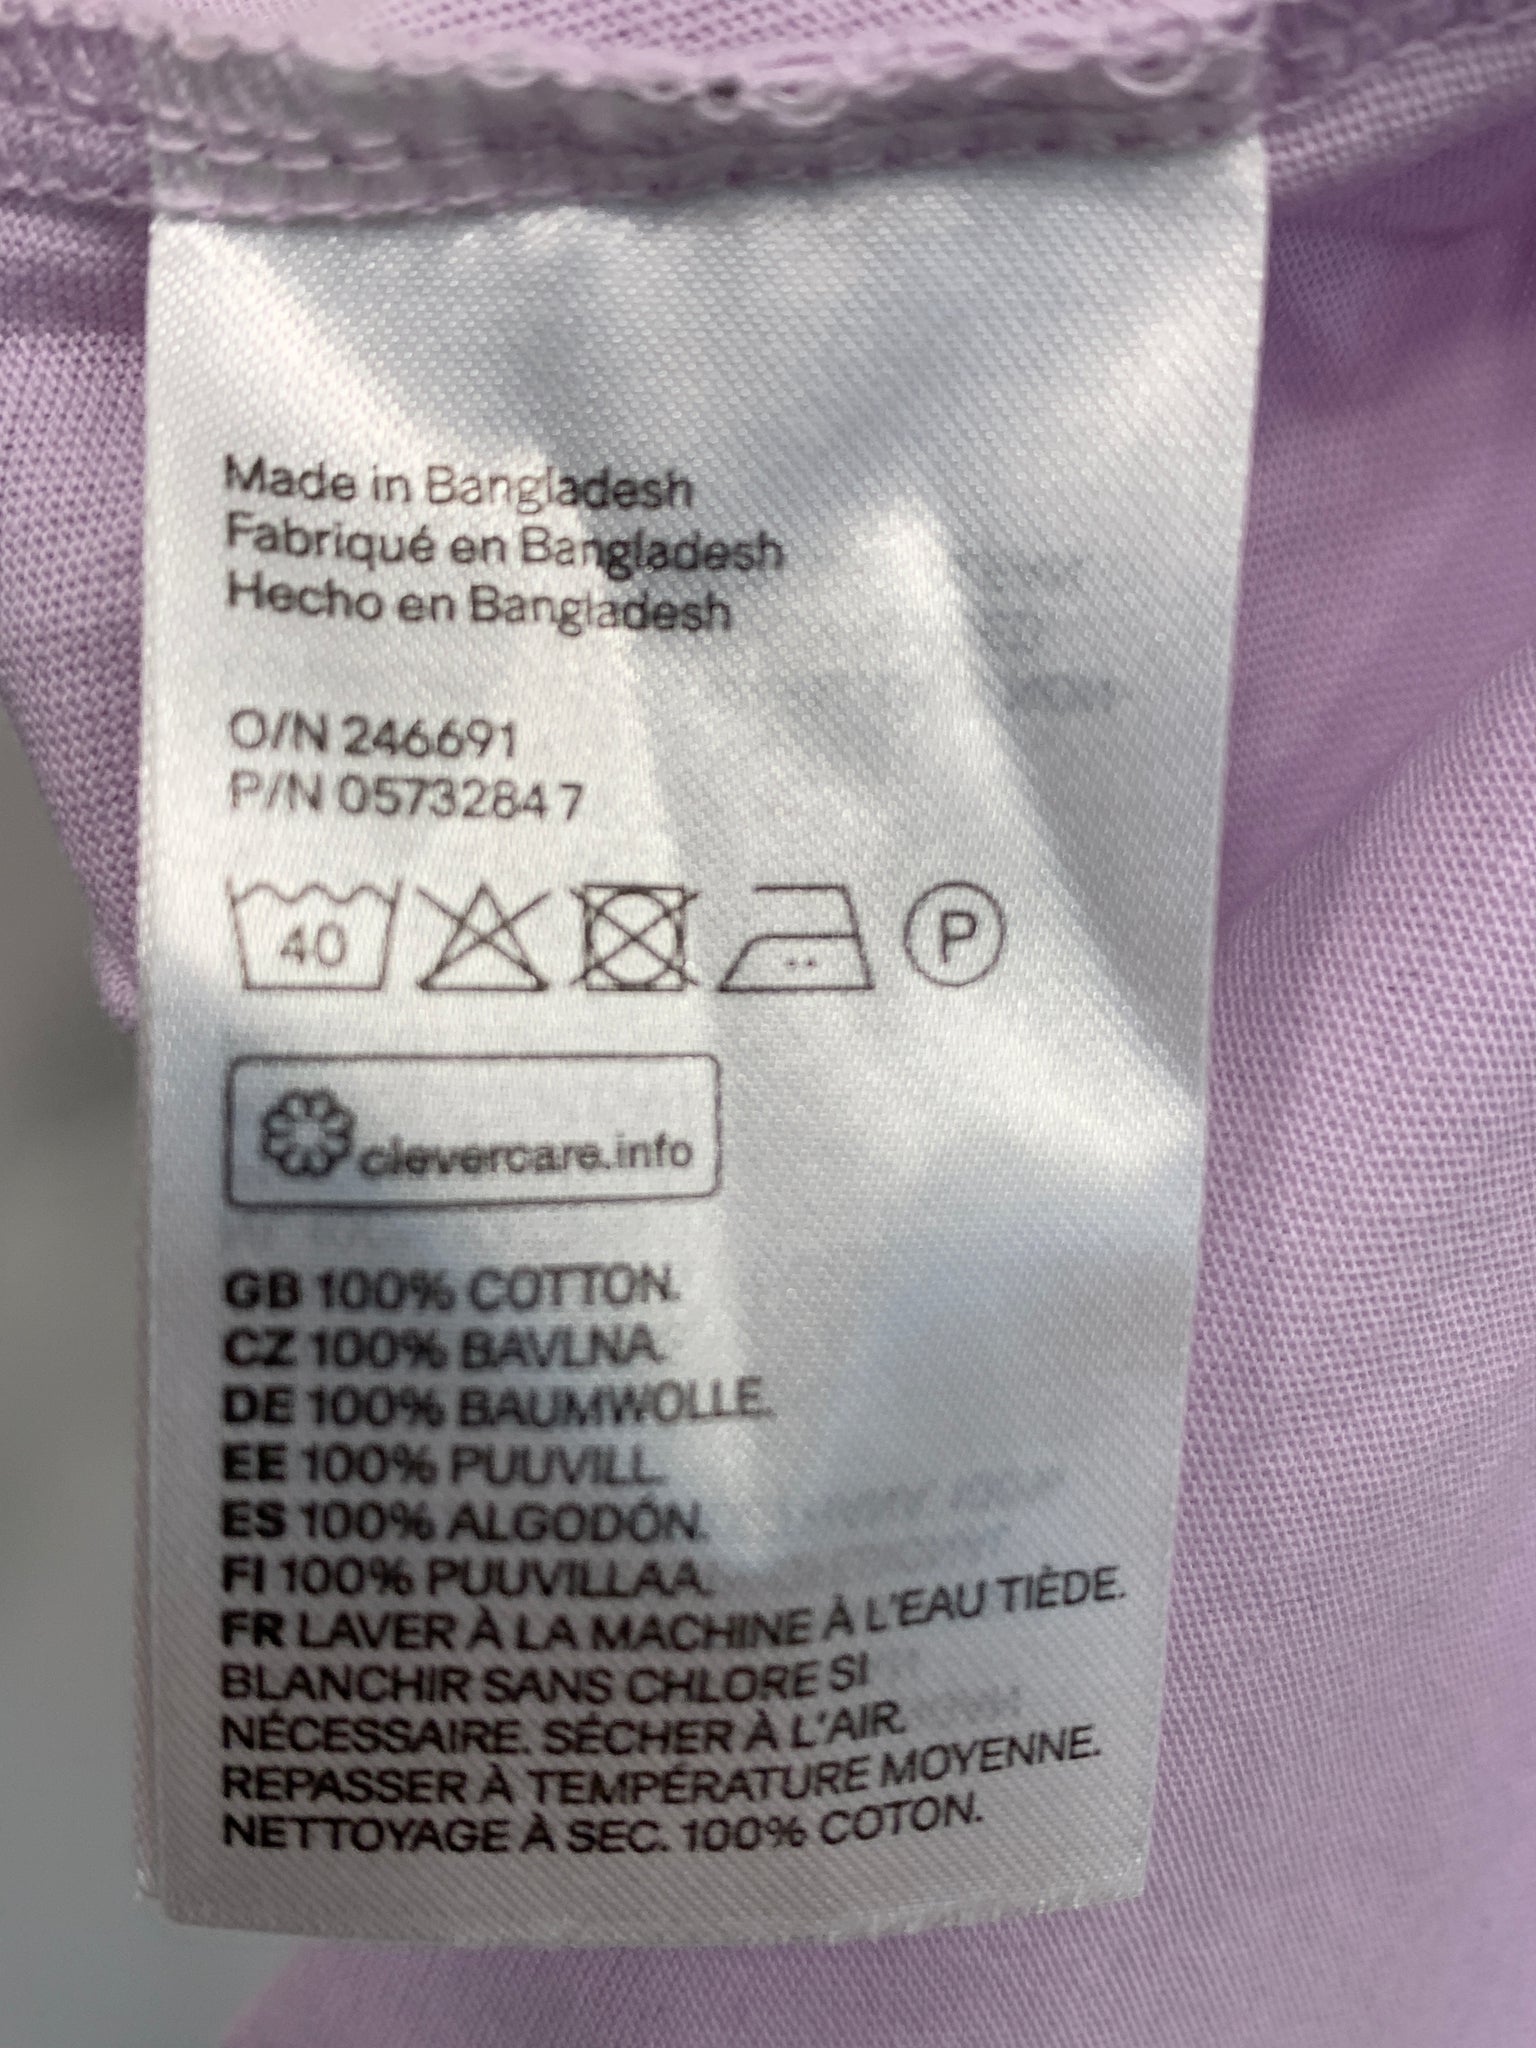 Made in Bangladesh
Fabriqué en Bangladesh
Hecho en Bangladesh
O/N 246691
P/N 05732847
40
P
clevercare.info
GB 100% COTTON.
CZ 100% BAVLNA.
DE 100% BAUMWOLLE.
EE 100% PUUVILL.
ES 100% ALGODÓN.
FI 100% PUUVILLAA.
FR LAVER À LA MACHINE À L'EAU TIÈDE.
BLANCHIR SANS CHLORE SI
NÉCESSAIRE. SÉCHER À L'AIR.
REPASSER À TEMPÉRATURE MOYENNE.
NETTOYAGE À SEC. 100% COTON.